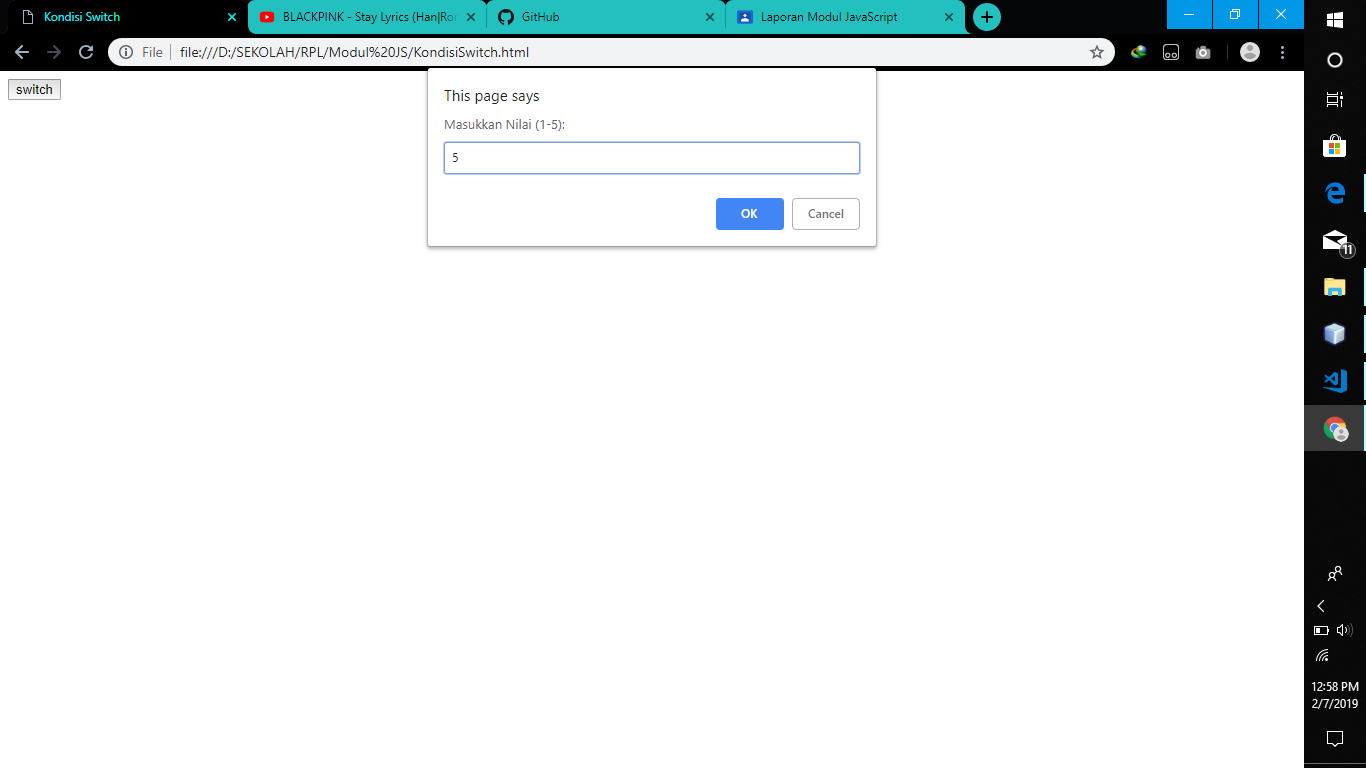 Kondisi Switch
BLACKPINK - Stay Lyrics (Han|Ro
GitHub
Laporan Modul JavaScript
File
file:///D:/SEKOLAH/RPL/Modul%20JS/KondisiSwitch.html
switch
This page says
Masukkan Nilai (1-5):
5
OK
Cancel
11
12:58 PM
2/7/2019